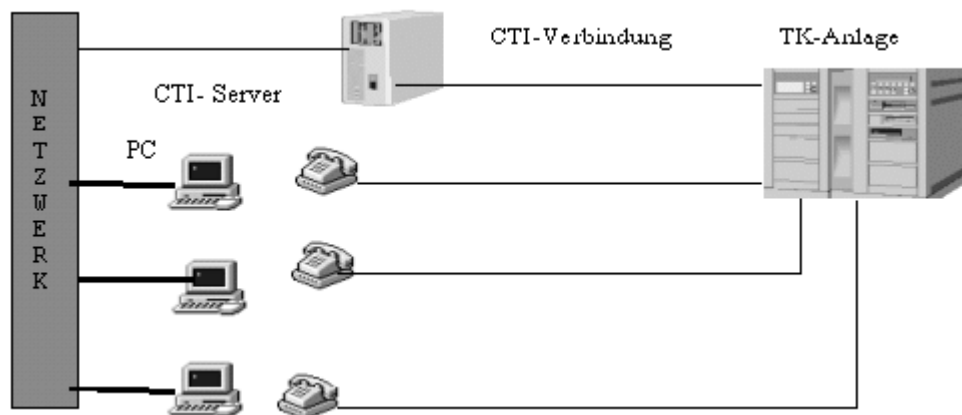 CTI-Verbindung
TK-Anlage
CTI- Server
PC
NETZWERK